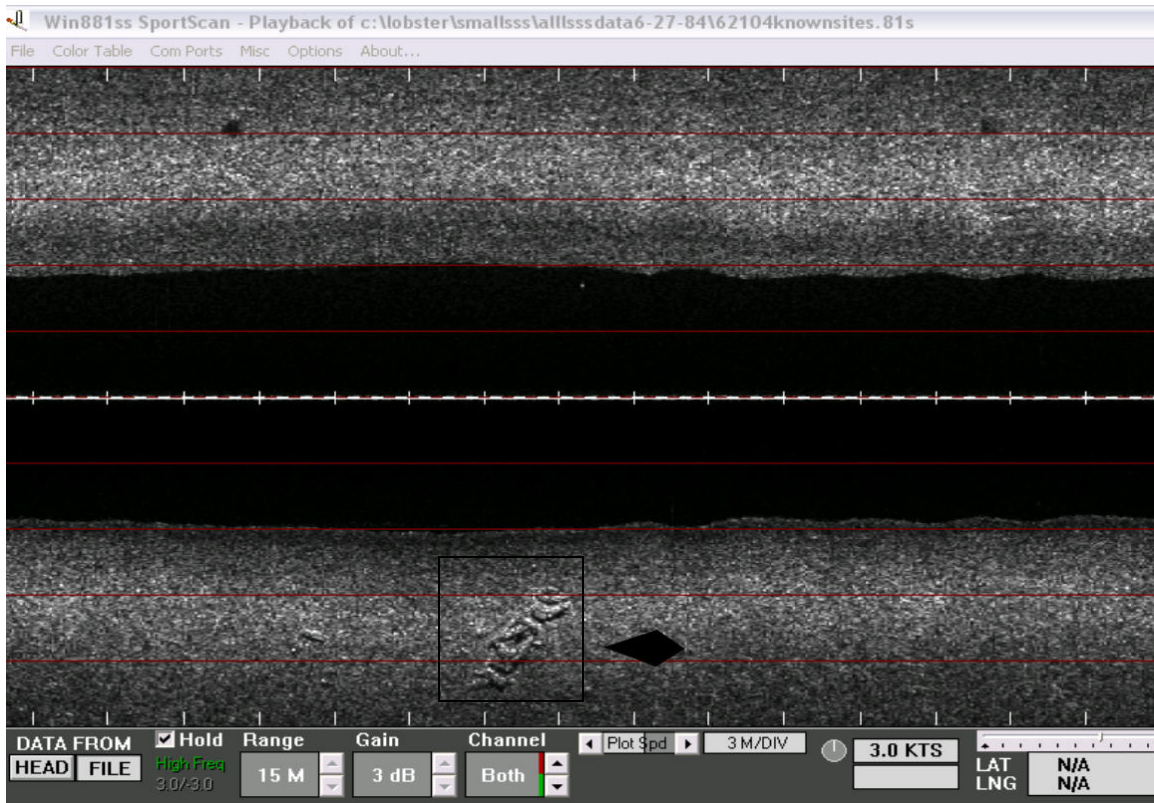 Win881ss SportScan - Playback of c:\lobster\smallsss\alllsssdata6-27-84\62104knownsites.81s
File Color Table Com Ports Misc Options About...
DATA FROM Hold Range Gain Channel Plot Spd 3 M/DIV 3.0 KTS
HEAD FILE High Freq 15 M 3 dB Both LAT N/A
3.0/-3.0 LNG N/A